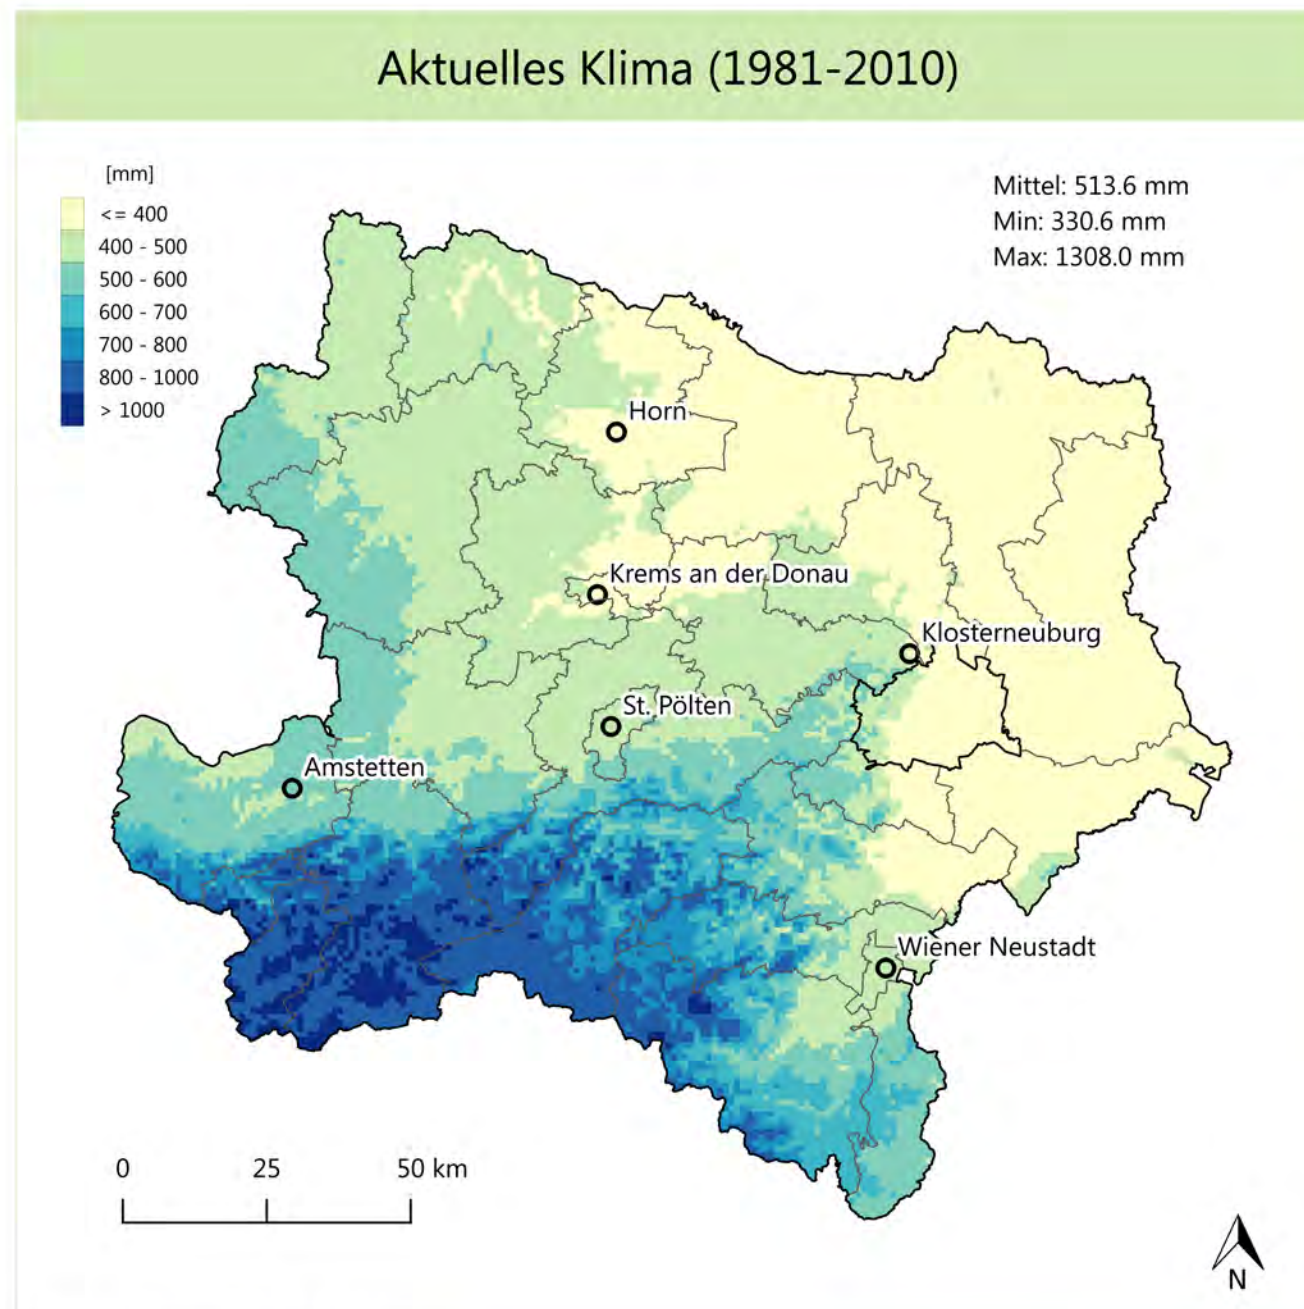 Aktuelles Klima (1981-2010)
[mm]
<= 400
400 - 500
500 - 600
600 - 700
700 - 800
800 - 1000
> 1000
Mittel: 513.6 mm
Min: 330.6 mm
Max: 1308.0 mm
Horn
Krems an der Donau
Klosterneuburg
St. Pölten
Amstetten
Wiener Neustadt
0 25 50 km
N